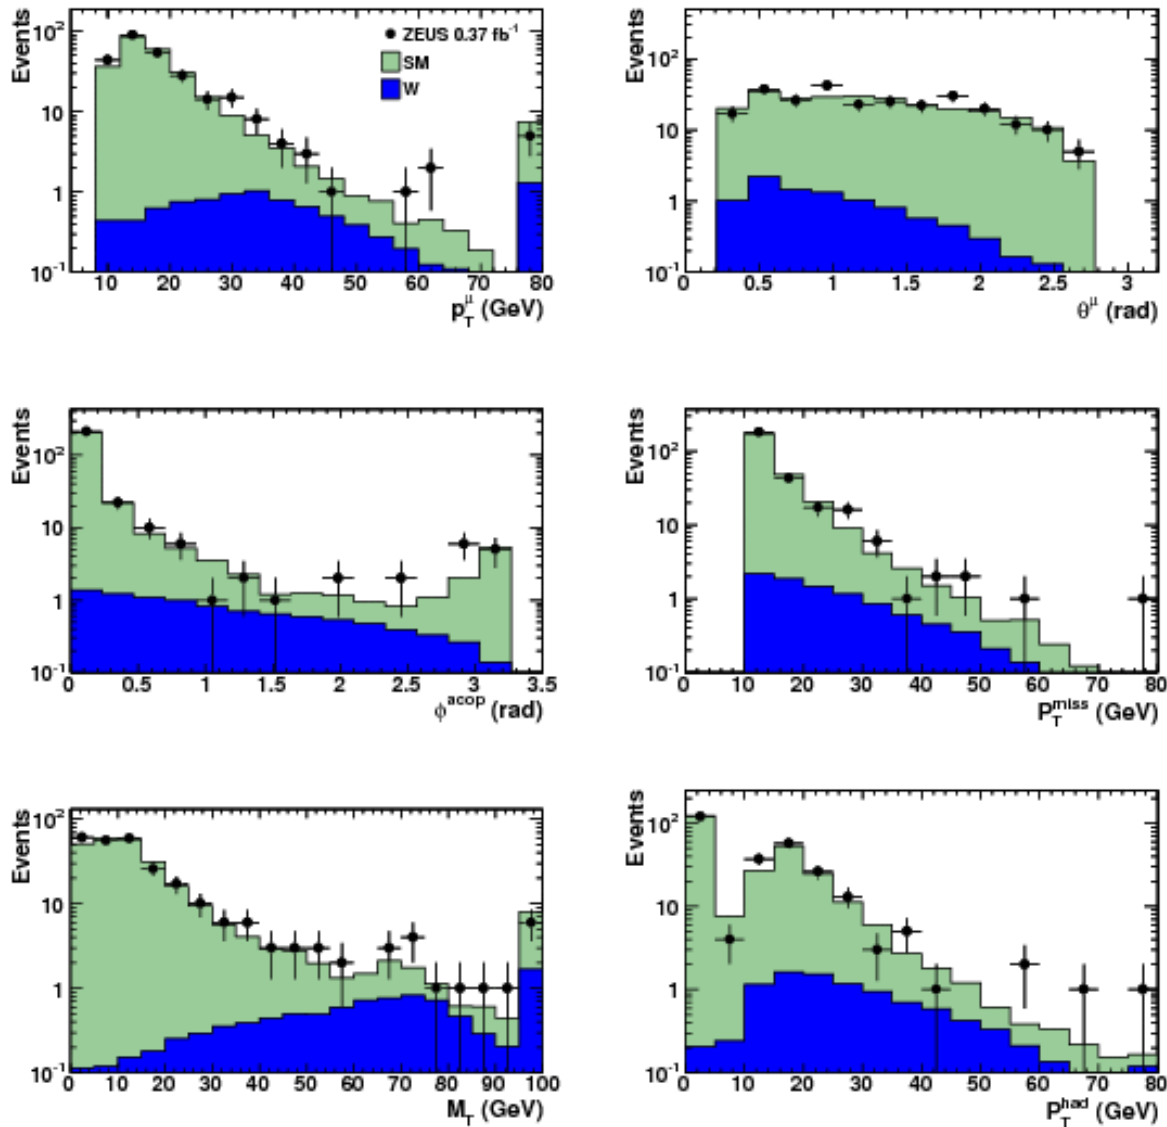 Events
10²
10
1
10⁻¹
ZEUS 0.37 fb⁻¹
SM
W
10 20 30 40 50 60 70 80
p_T^μ (GeV)
Events
10²
10
1
10⁻¹
0 0.5 1 1.5 2 2.5 3
θ^μ (rad)
Events
10²
10
1
10⁻¹
0 0.5 1 1.5 2 2.5 3 3.5
ϕ^acop (rad)
Events
10²
10
1
10⁻¹
0 10 20 30 40 50 60 70 80
P_T^miss (GeV)
Events
10²
10
1
10⁻¹
0 10 20 30 40 50 60 70 80 90 100
M_T (GeV)
Events
10²
10
1
10⁻¹
0 10 20 30 40 50 60 70 80
P_T^had (GeV)